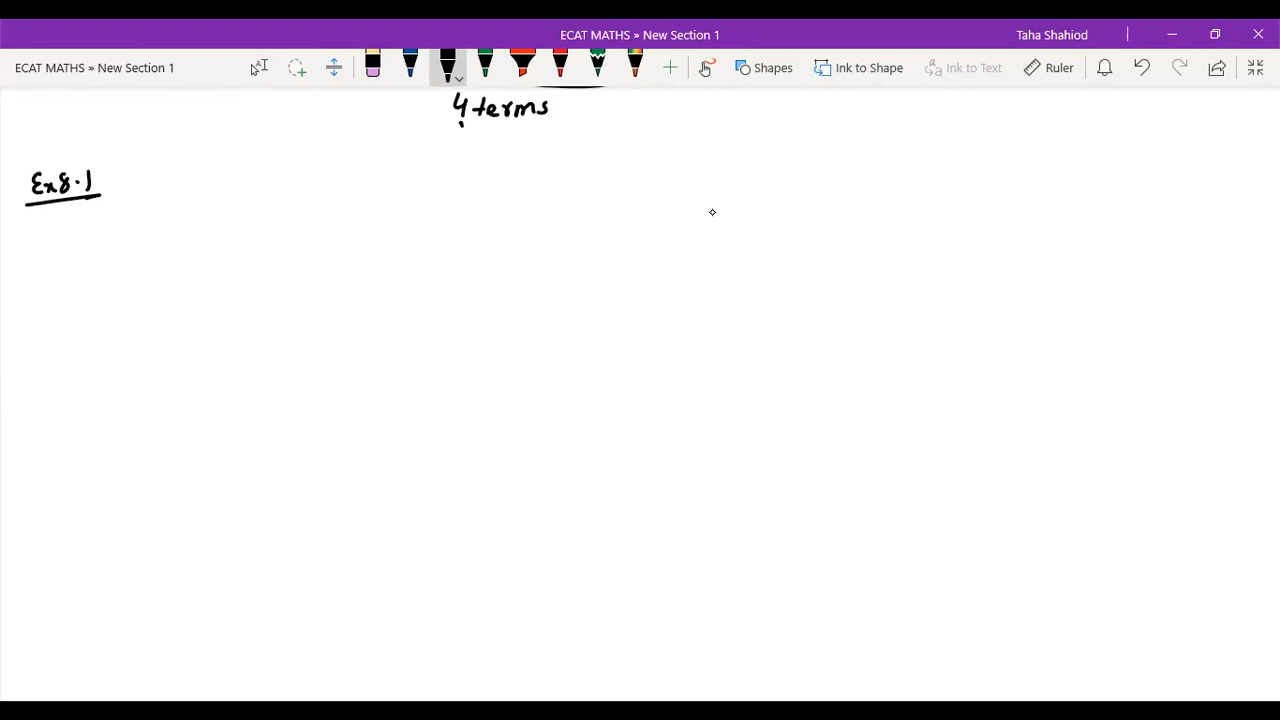 ECAT MATHS » New Section 1
Taha Shahiod
ECAT MATHS » New Section 1
Shapes
Ink to Shape
Ink to Text
Ruler
4 terms
Ex 8.1